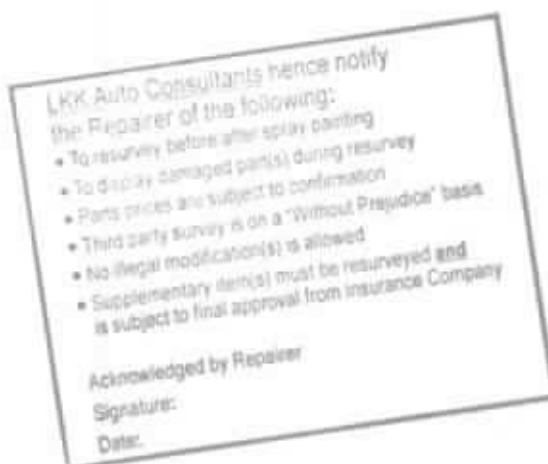 LKK Auto Consultants hence notify
the Repairer of the following:
• To resurvey before after spray painting
• To display damaged part(s) during resurvey
• Parts prices are subject to confirmation
• Third party survey is on a "Without Prejudice" basis
• No illegal modification(s) is allowed
• Supplementary item(s) must be resurveyed and
is subject to final approval from Insurance Company
Acknowledged by Repairer
Signature:
Date: